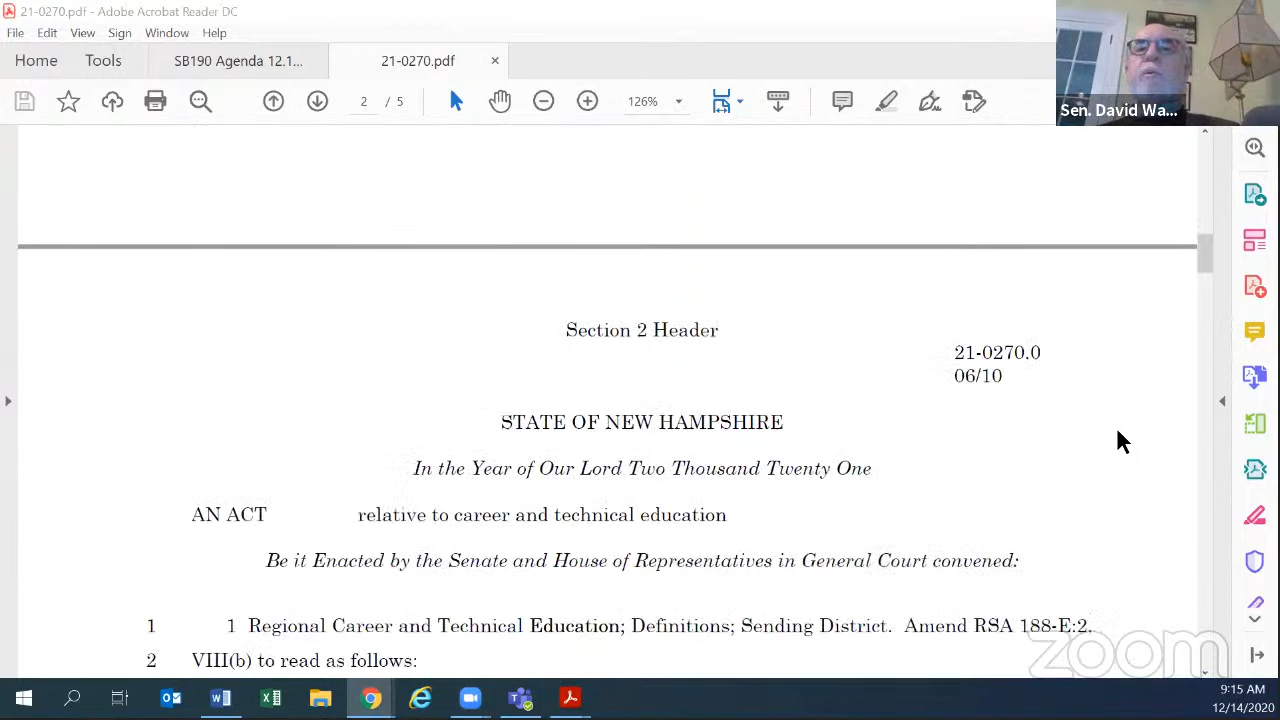 21-0270.pdf - Adobe Acrobat Reader DC
File Edit View Sign Window Help
Home Tools SB190 Agenda 12.1... 21-0270.pdf
/ 5 126%
Sen. David Wa...
Section 2 Header
21-0270.0
06/10
STATE OF NEW HAMPSHIRE
In the Year of Our Lord Two Thousand Twenty One
AN ACT relative to career and technical education
Be it Enacted by the Senate and House of Representatives in General Court convened:
1 1 Regional Career and Technical Education; Definitions; Sending District. Amend RSA 188-E:2,
2 VIII(b) to read as follows:
zoom
9:15 AM
12/14/2020